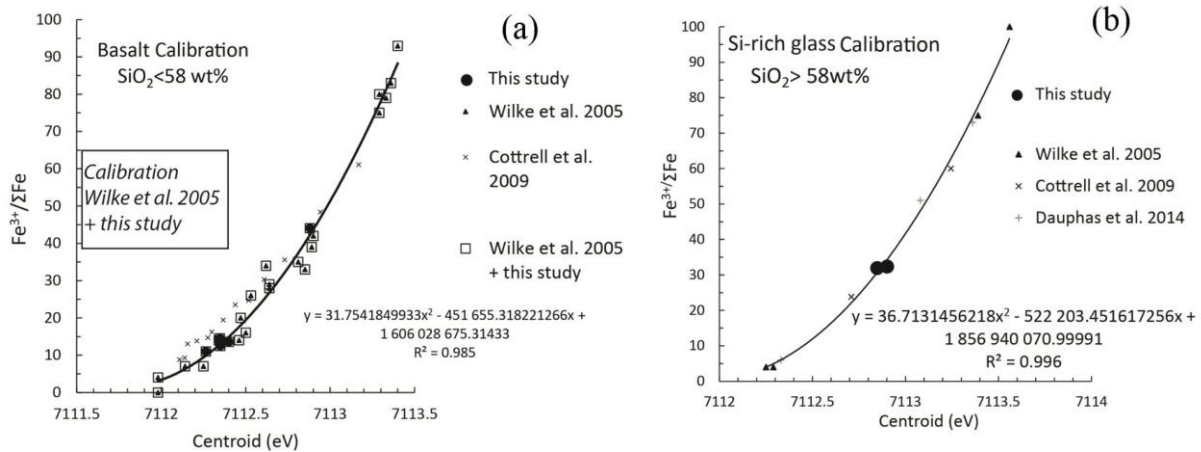 (a)
Basalt Calibration
SiO₂<58 wt%
This study
Wilke et al. 2005
Cottrell et al.
2009
Calibration
Wilke et al. 2005
+ this study
Wilke et al. 2005
+ this study
y = 31.7541849933x² - 451 655.318221266x +
1 606 028 675.31433
R² = 0.985
Fe³⁺/ΣFe
100
90
80
70
60
50
40
30
20
10
0
7111.5
7112
7112.5
7113
7113.5
Centroid (eV)
(b)
Si-rich glass Calibration
SiO₂> 58wt%
This study
Wilke et al. 2005
Cottrell et al. 2009
Dauphas et al. 2014
y = 36.7131456218x² - 522 203.451617256x +
1 856 940 070.99991
R² = 0.996
Fe³⁺/ΣFe
100
90
80
70
60
50
40
30
20
10
0
7112
7112.5
7113
7113.5
7114
Centroid (eV)